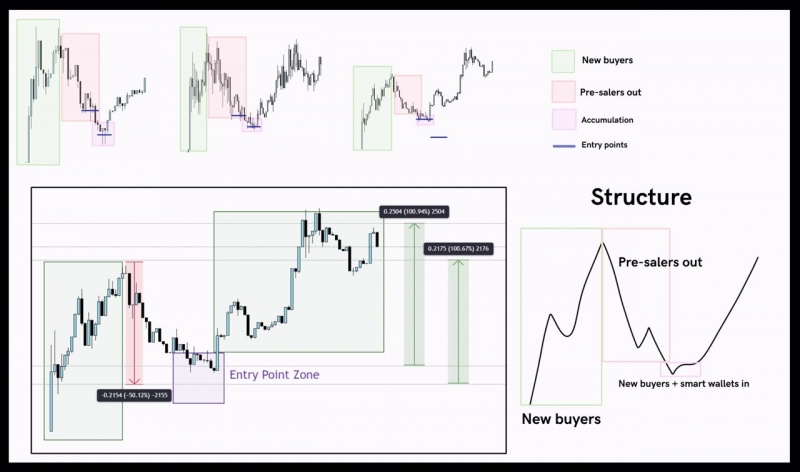 New buyers
Pre-salers out
Accumulation
Entry points
Structure
0.2504 (100.94%) 2504
0.2175 (100.67%) 2176
Pre-salers out
Entry Point Zone
-0.2154 (-50.12%) -2155
New buyers + smart wallets in
New buyers